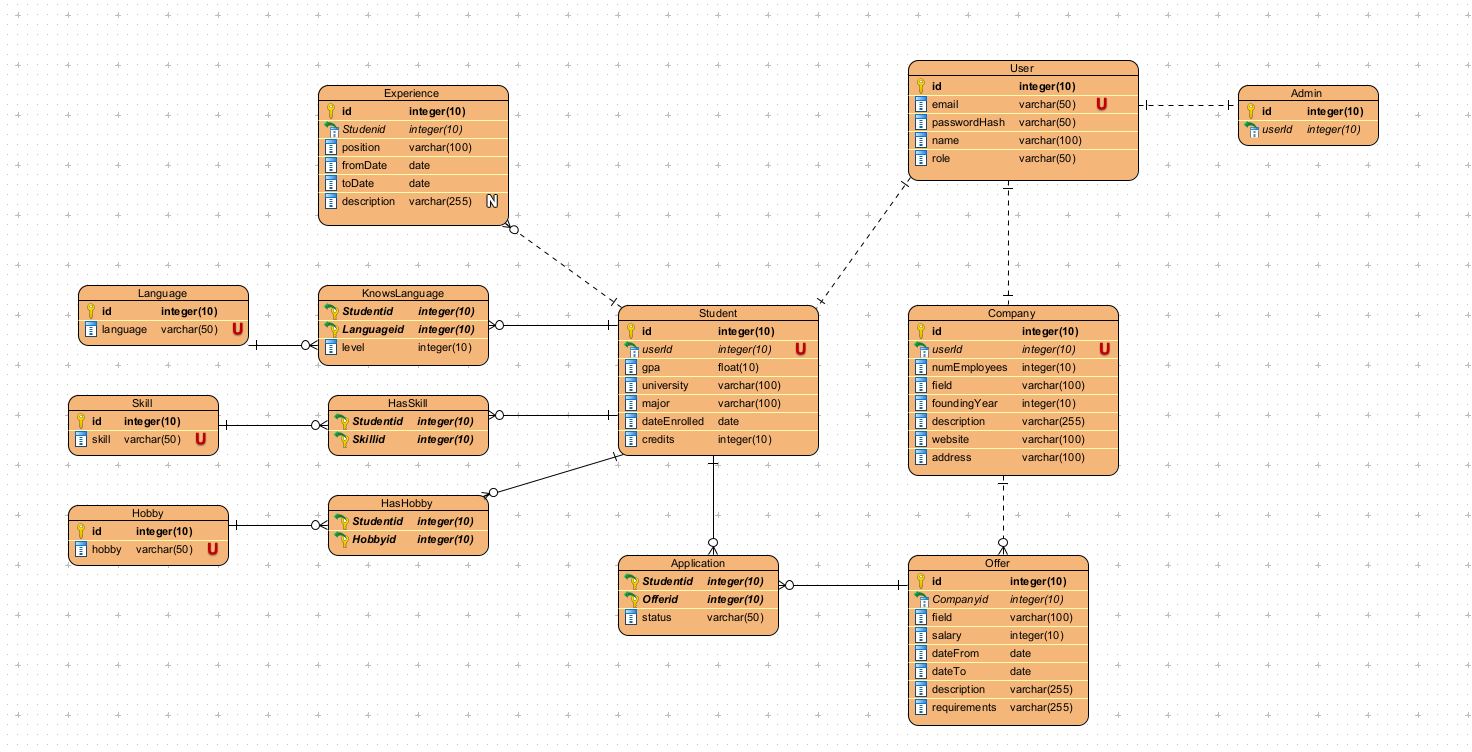 User
id integer(10)
email varchar(50) U
passwordHash varchar(50)
name varchar(100)
role varchar(50)
Admin
id integer(10)
userId integer(10)
Experience
id integer(10)
Studenid integer(10)
position varchar(100)
fromDate date
toDate date
description varchar(255) N
Language
id integer(10)
language varchar(50) U
KnowsLanguage
Studentid integer(10)
Languageid integer(10)
level integer(10)
Student
id integer(10)
userId integer(10) U
gpa float(10)
university varchar(100)
major varchar(100)
dateEnrolled date
credits integer(10)
Company
id integer(10)
userId integer(10) U
numEmployees integer(10)
field varchar(100)
foundingYear integer(10)
description varchar(255)
website varchar(100)
address varchar(100)
Skill
id integer(10)
skill varchar(50) U
HasSkill
Studentid integer(10)
Skillid integer(10)
Hobby
id integer(10)
hobby varchar(50) U
HasHobby
Studentid integer(10)
Hobbyid integer(10)
Application
Studentid integer(10)
Offerid integer(10)
status varchar(50)
Offer
id integer(10)
Companyid integer(10)
field varchar(100)
salary integer(10)
dateFrom date
dateTo date
description varchar(255)
requirements varchar(255)